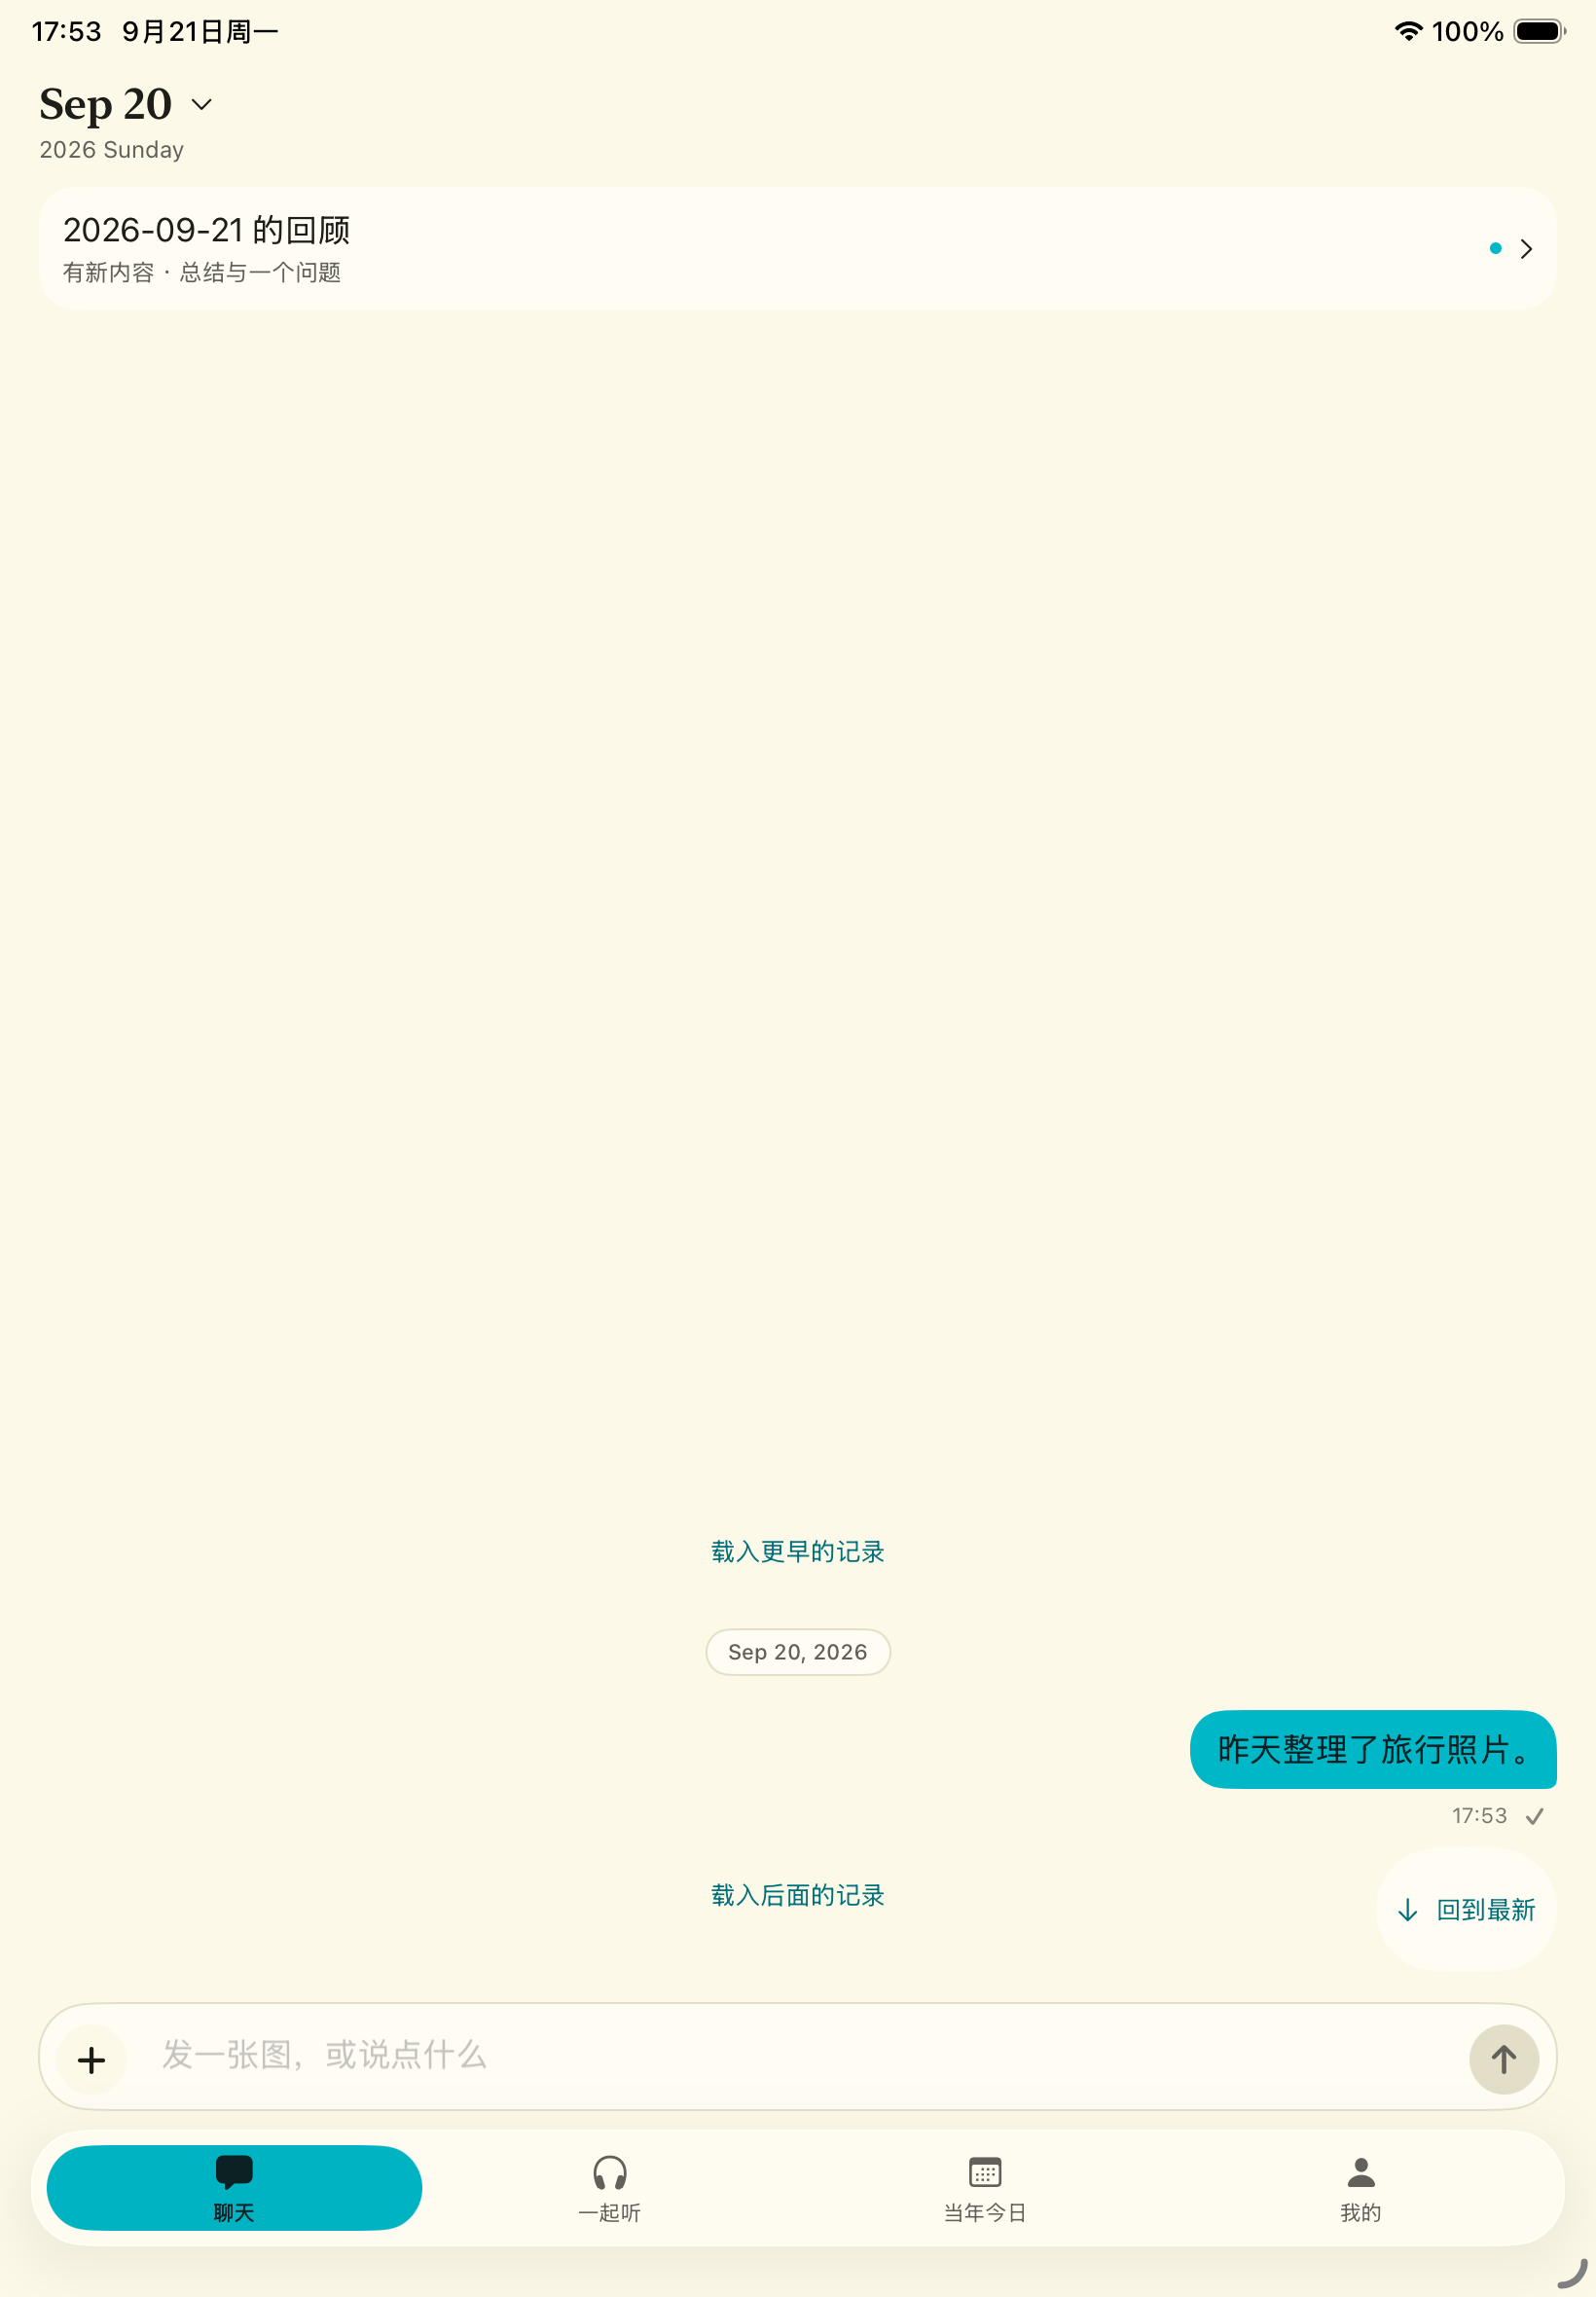 17:53 9月21日周一
100%
Sep 20
2026 Sunday
2026-09-21 的回顾
有新内容 · 总结与一个问题
载入更早的记录
Sep 20, 2026
昨天整理了旅行照片。
17:53
载入后面的记录
回到最新
发一张图，或说点什么
聊天
一起听
当年今日
我的